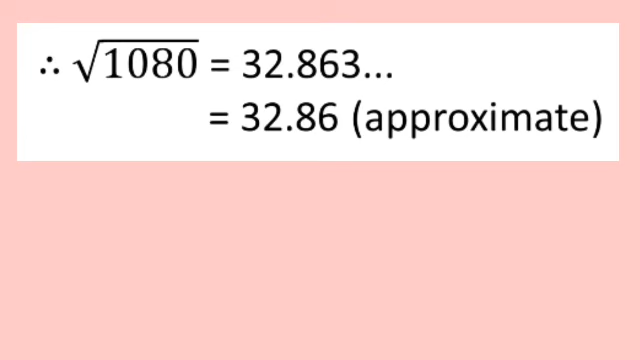 ∴ √1080 = 32.863...
= 32.86 (approximate)